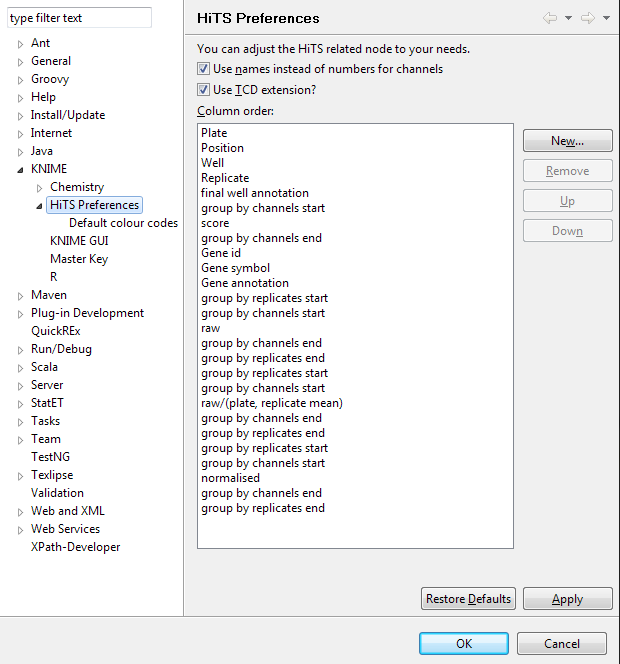 type filter text
Ant
General
Groovy
Help
Install/Update
Internet
Java
KNIME
Chemistry
HiTS Preferences
Default colour codes
KNIME GUI
Master Key
R
Maven
Plug-in Development
QuickREx
Run/Debug
Scala
Server
StatET
Tasks
Team
TestNG
Texlipse
Validation
Web and XML
Web Services
XPath-Developer
HiTS Preferences
You can adjust the HiTS related node to your needs.
Use names instead of numbers for channels
Use TCD extension?
Column order:
Plate
Position
Well
Replicate
final well annotation
group by channels start
score
group by channels end
Gene id
Gene symbol
Gene annotation
group by replicates start
group by channels start
raw
group by channels end
group by replicates end
group by replicates start
group by channels start
raw/(plate, replicate mean)
group by channels end
group by replicates end
group by replicates start
group by channels start
normalised
group by channels end
group by replicates end
New...
Remove
Up
Down
Restore Defaults
Apply
OK
Cancel